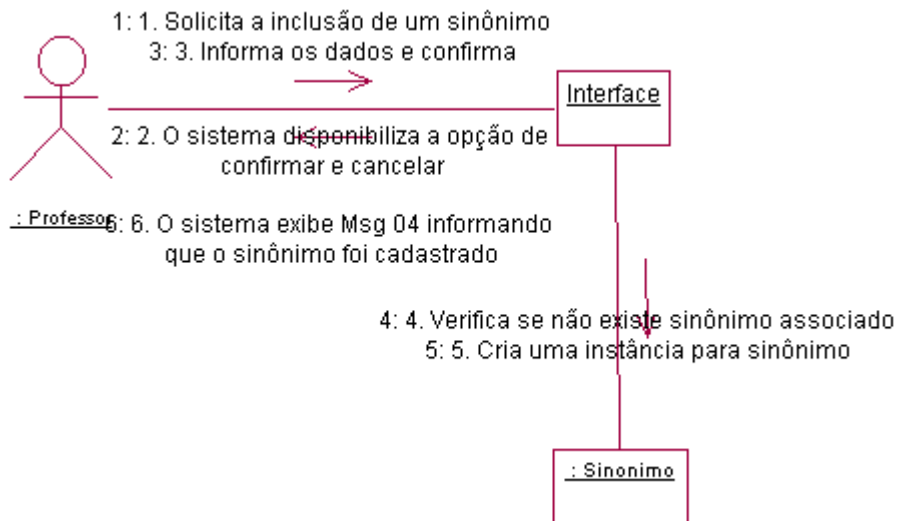 1: 1. Solicita a inclusão de um sinônimo
3: 3. Informa os dados e confirma
Interface
2: 2. O sistema disponibiliza a opção de
confirmar e cancelar
: Professor
6: 6. O sistema exibe Msg 04 informando
que o sinônimo foi cadastrado
4: 4. Verifica se não existe sinônimo associado
5: 5. Cria uma instância para sinônimo
: Sinonimo